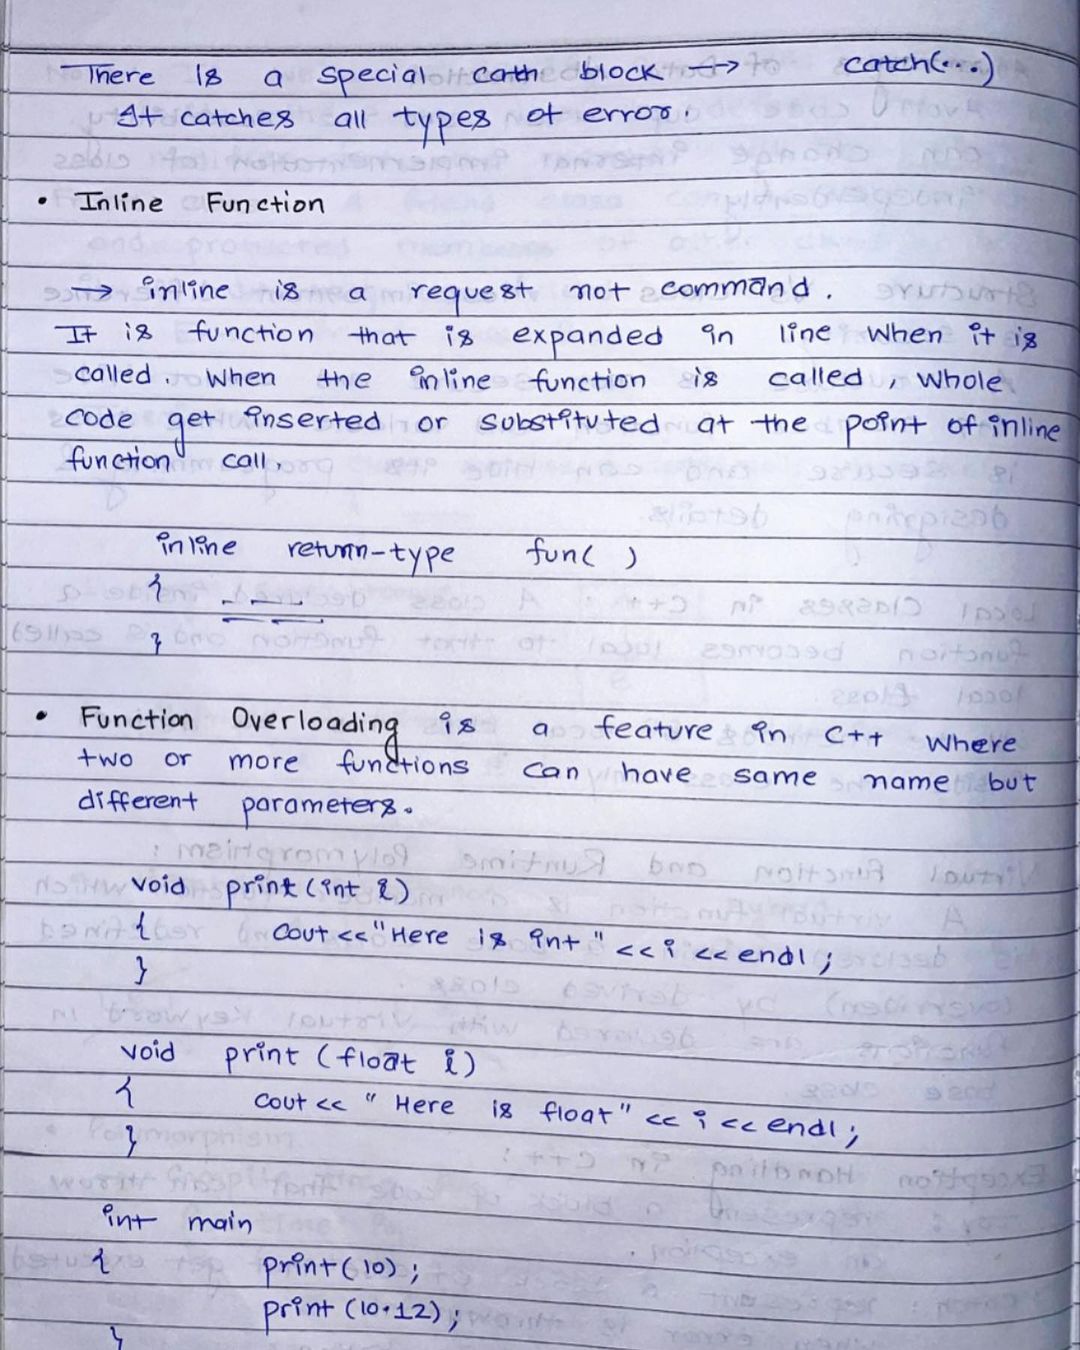 There is a special cath block → catch(...)
It catches all types of error.
• Inline Function
→ inline is a request not command.
It is function that is expanded in line when it is
called. When the inline function is called, whole
code get inserted or substituted at the point of inline
function call.
inline return-type fun( )
{
}
• Function Overloading is a feature in C++ where
two or more functions can have same name but
different parameters.
void print (int i)
{ cout << "Here is int" << i << endl;
}
void print (float i)
{ cout << " Here is float" << i << endl;
}
int main
{ print(10);
print (10.12);
}